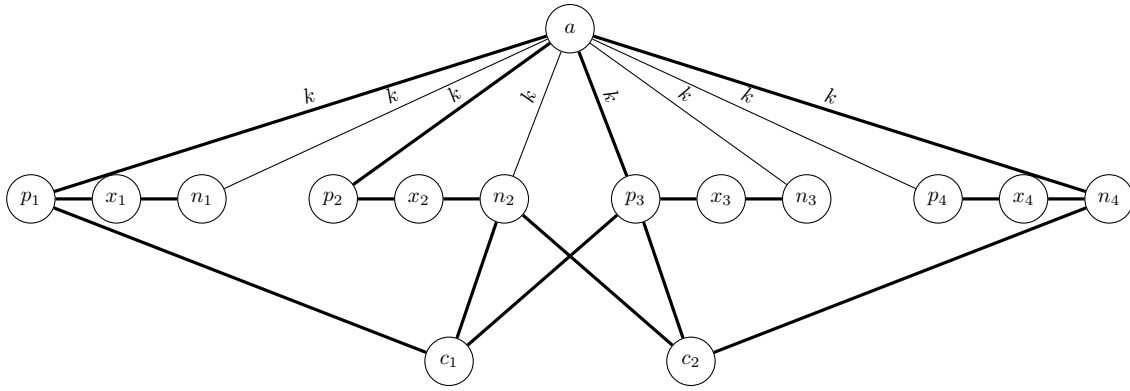 a
k k k k k k k k
p₁ x₁ n₁ p₂ x₂ n₂ p₃ x₃ n₃ p₄ x₄ n₄
c₁ c₂